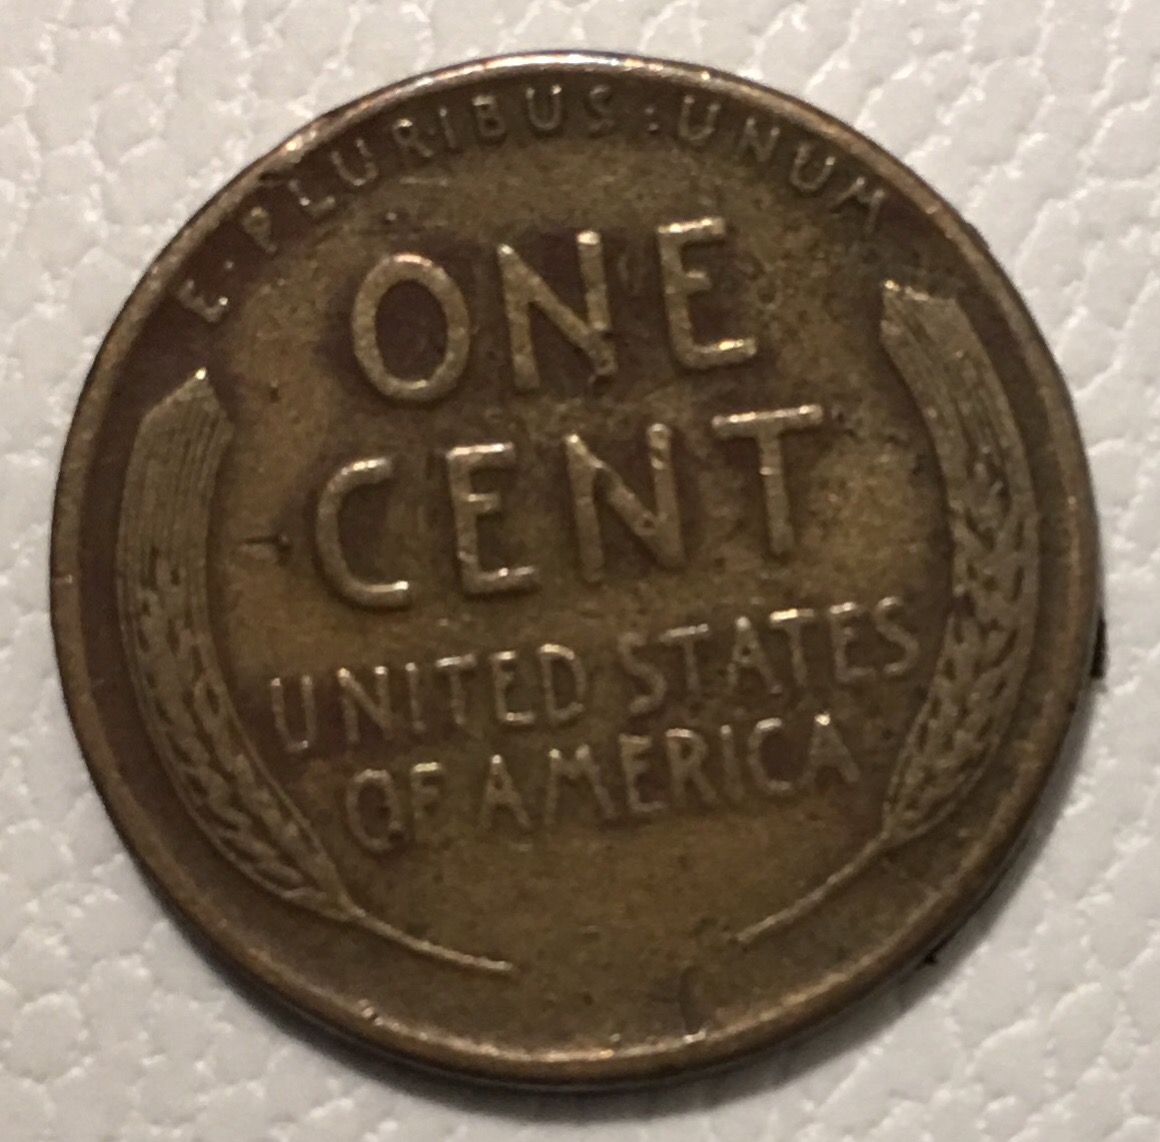 E·PLURIBUS·UNUM
ONE
CENT
UNITED STATES
OF AMERICA